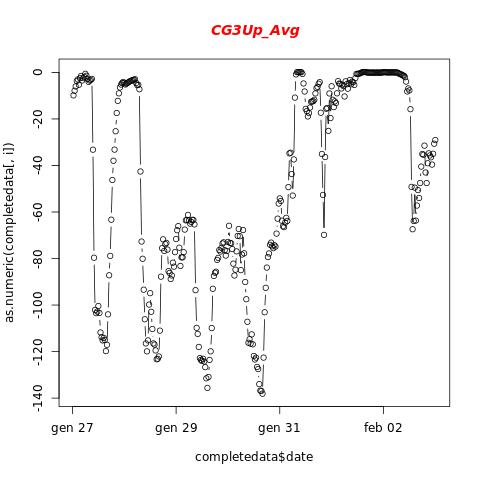 CG3Up_Avg
as.numeric(completedata[, i])
0
-20
-40
-60
-80
-100
-120
-140
gen 27
gen 29
gen 31
feb 02
completedata$date